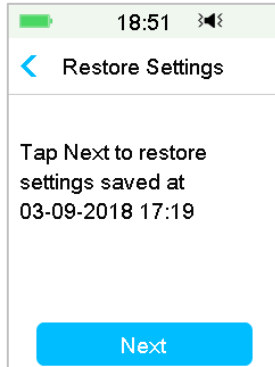 18:51
Restore Settings
Tap Next to restore
settings saved at
03-09-2018 17:19
Next